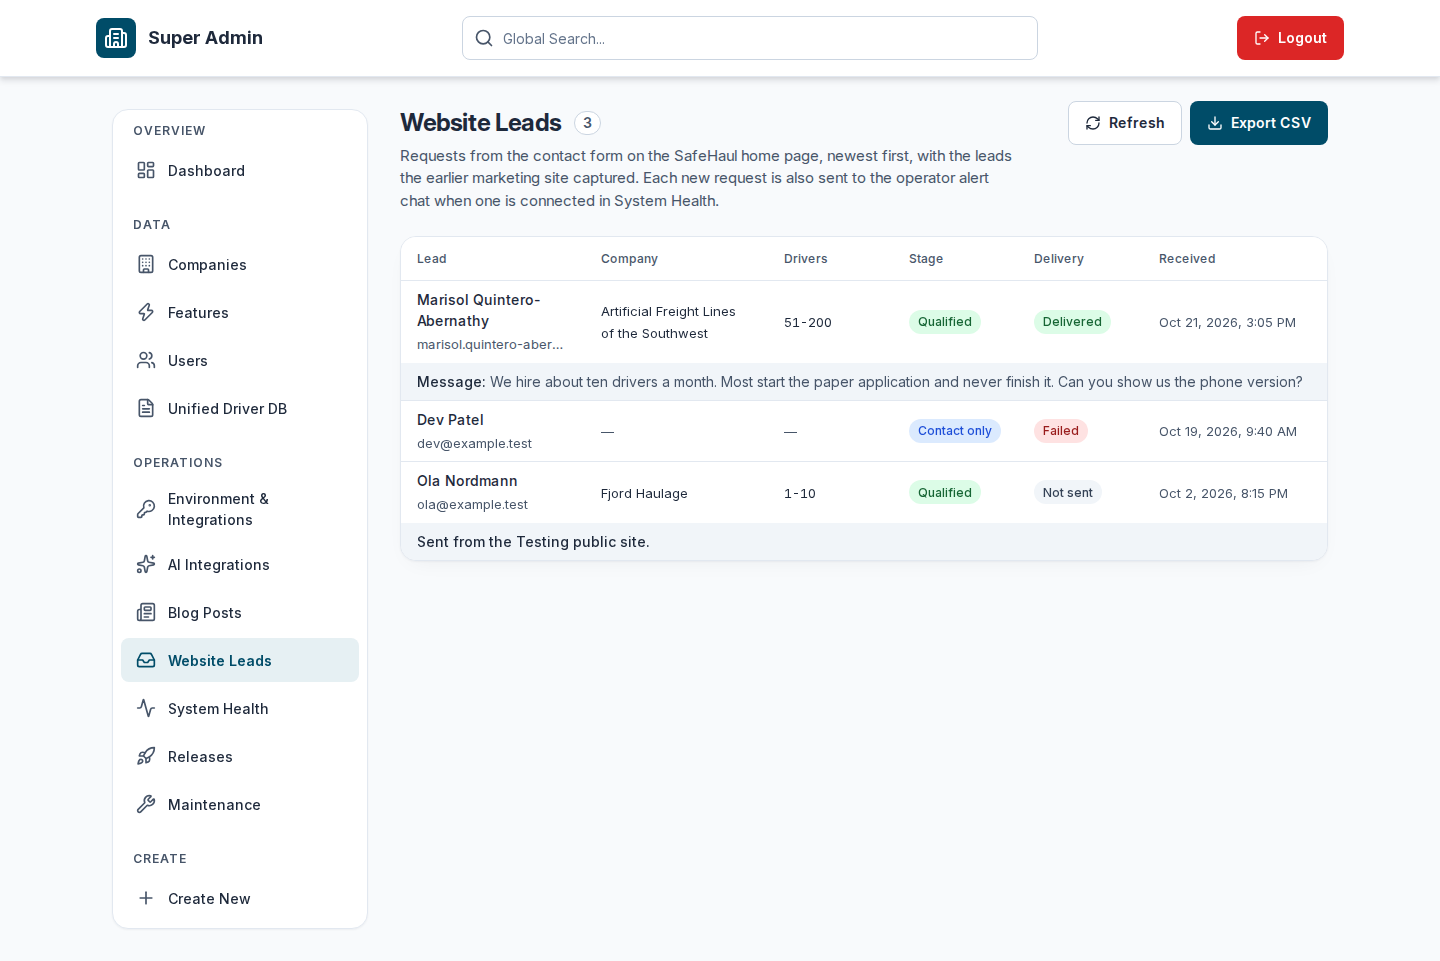 Super Admin
Global Search...
Logout
OVERVIEW
Dashboard
DATA
Companies
Features
Users
Unified Driver DB
OPERATIONS
Environment &
Integrations
AI Integrations
Blog Posts
Website Leads
System Health
Releases
Maintenance
CREATE
Create New
Website Leads 3
Refresh
Export CSV
Requests from the contact form on the SafeHaul home page, newest first, with the leads
the earlier marketing site captured. Each new request is also sent to the operator alert
chat when one is connected in System Health.
Lead Company Drivers Stage Delivery Received
Marisol Quintero-
Abernathy
marisol.quintero-aber...
Artificial Freight Lines
of the Southwest
51-200
Qualified
Delivered
Oct 21, 2026, 3:05 PM
Message: We hire about ten drivers a month. Most start the paper application and never finish it. Can you show us the phone version?
Dev Patel
dev@example.test
—
—
Contact only
Failed
Oct 19, 2026, 9:40 AM
Ola Nordmann
ola@example.test
Fjord Haulage
1-10
Qualified
Not sent
Oct 2, 2026, 8:15 PM
Sent from the Testing public site.